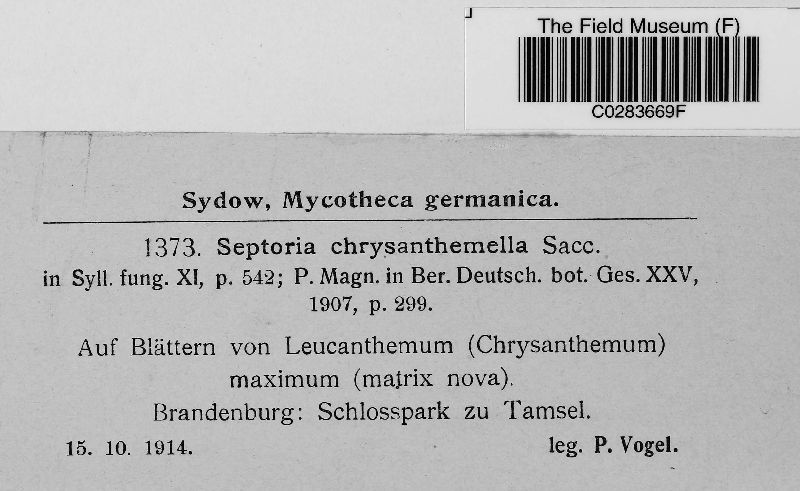 The Field Museum (F)
C0283669F
Sydow, Mycotheca germanica.
1373. Septoria chrysanthemella Sacc.
in Syll. fung. XI, p. 542; P. Magn. in Ber. Deutsch. bot. Ges. XXV,
1907, p. 299.
Auf Blättern von Leucanthemum (Chrysanthemum)
maximum (matrix nova).
Brandenburg: Schlosspark zu Tamsel.
15. 10. 1914. leg. P. Vogel.